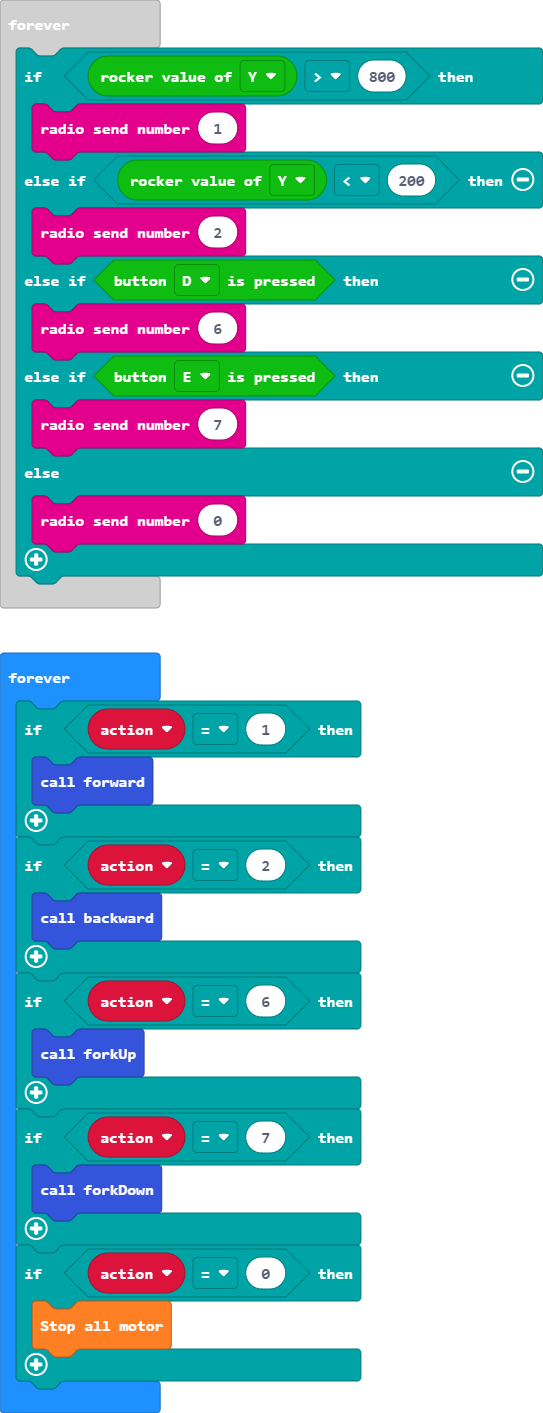 forever
if rocker value of Y > 800 then
radio send number 1
else if rocker value of Y < 200 then
radio send number 2
else if button D is pressed then
radio send number 6
else if button E is pressed then
radio send number 7
else
radio send number 0
forever
if action = 1 then
call forward
if action = 2 then
call backward
if action = 6 then
call forkUp
if action = 7 then
call forkDown
if action = 0 then
Stop all motor